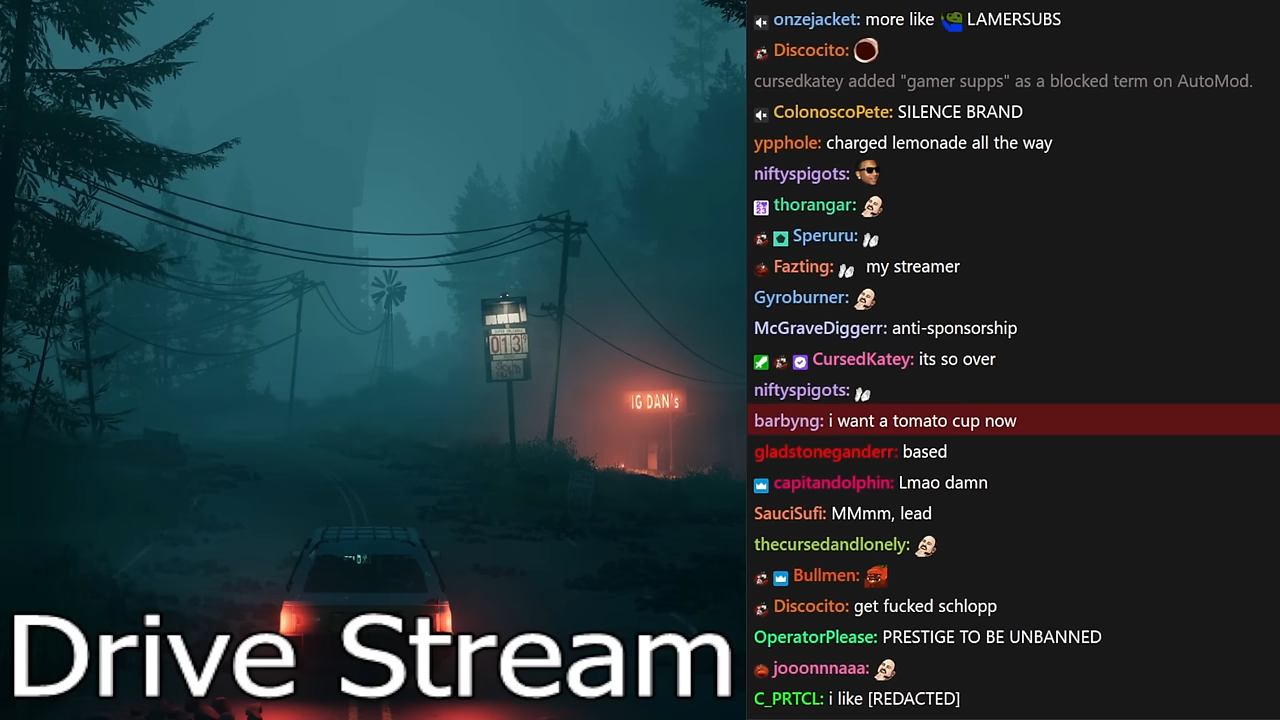 013
IG DAN's
Drive Stream
onzejacket: more like LAMERSUBS
Discocito:
cursedkatey added "gamer supps" as a blocked term on AutoMod.
ColonoscoPete: SILENCE BRAND
ypphole: charged lemonade all the way
niftyspigots:
thorangar:
Speruru:
Fazting: my streamer
Gyroburner:
McGraveDiggerr: anti-sponsorship
CursedKatey: its so over
niftyspigots:
barbyng: i want a tomato cup now
gladstoneganderr: based
capitandolphin: Lmao damn
SauciSufi: MMmm, lead
thecursedandlonely:
Bullmen:
Discocito: get fucked schlopp
OperatorPlease: PRESTIGE TO BE UNBANNED
jooonnnaaa:
C_PRTCL: i like [REDACTED]